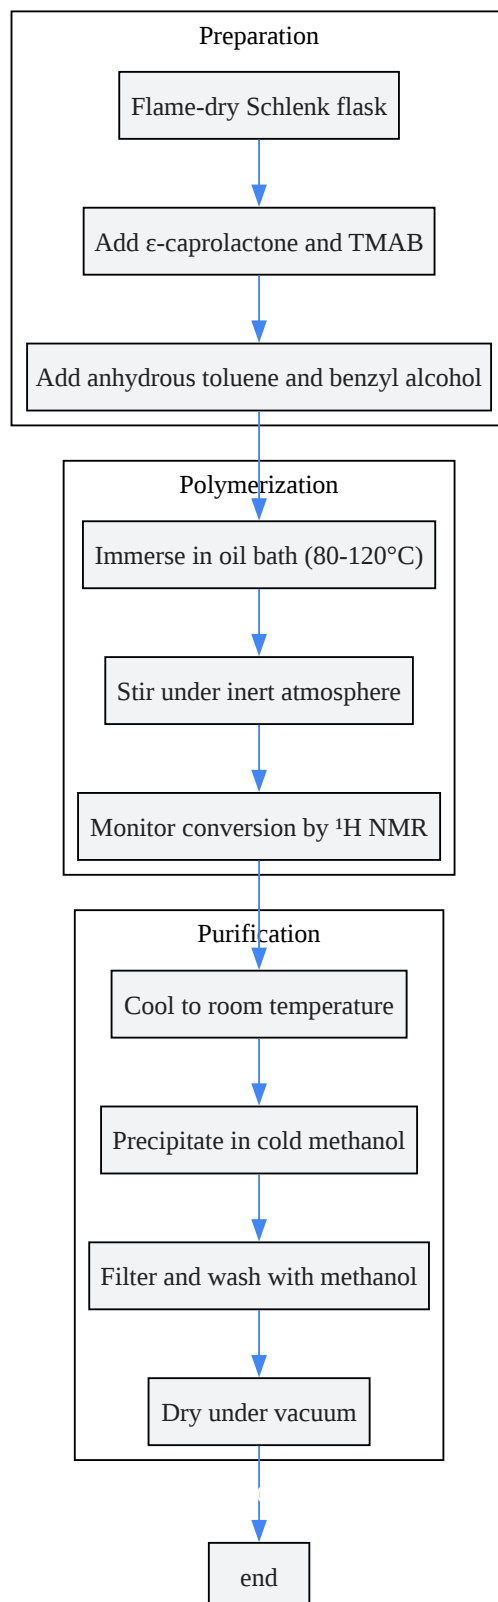 Preparation
Flame-dry Schlenk flask
Add ε-caprolactone and TMAB
Add anhydrous toluene and benzyl alcohol
Polymerization
Immerse in oil bath (80-120°C)
Stir under inert atmosphere
Monitor conversion by ¹H NMR
Purification
Cool to room temperature
Precipitate in cold methanol
Filter and wash with methanol
Dry under vacuum
end